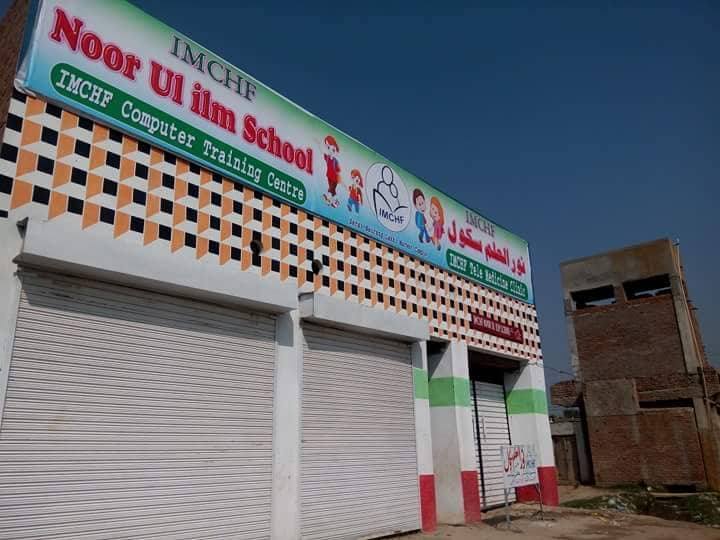 IMCHF
Noor Ul ilm School
IMCHF Computer Training Centre
IMCHF
IMCHF
نور العلم سکول
IMCHF Tele Medicine Clinic